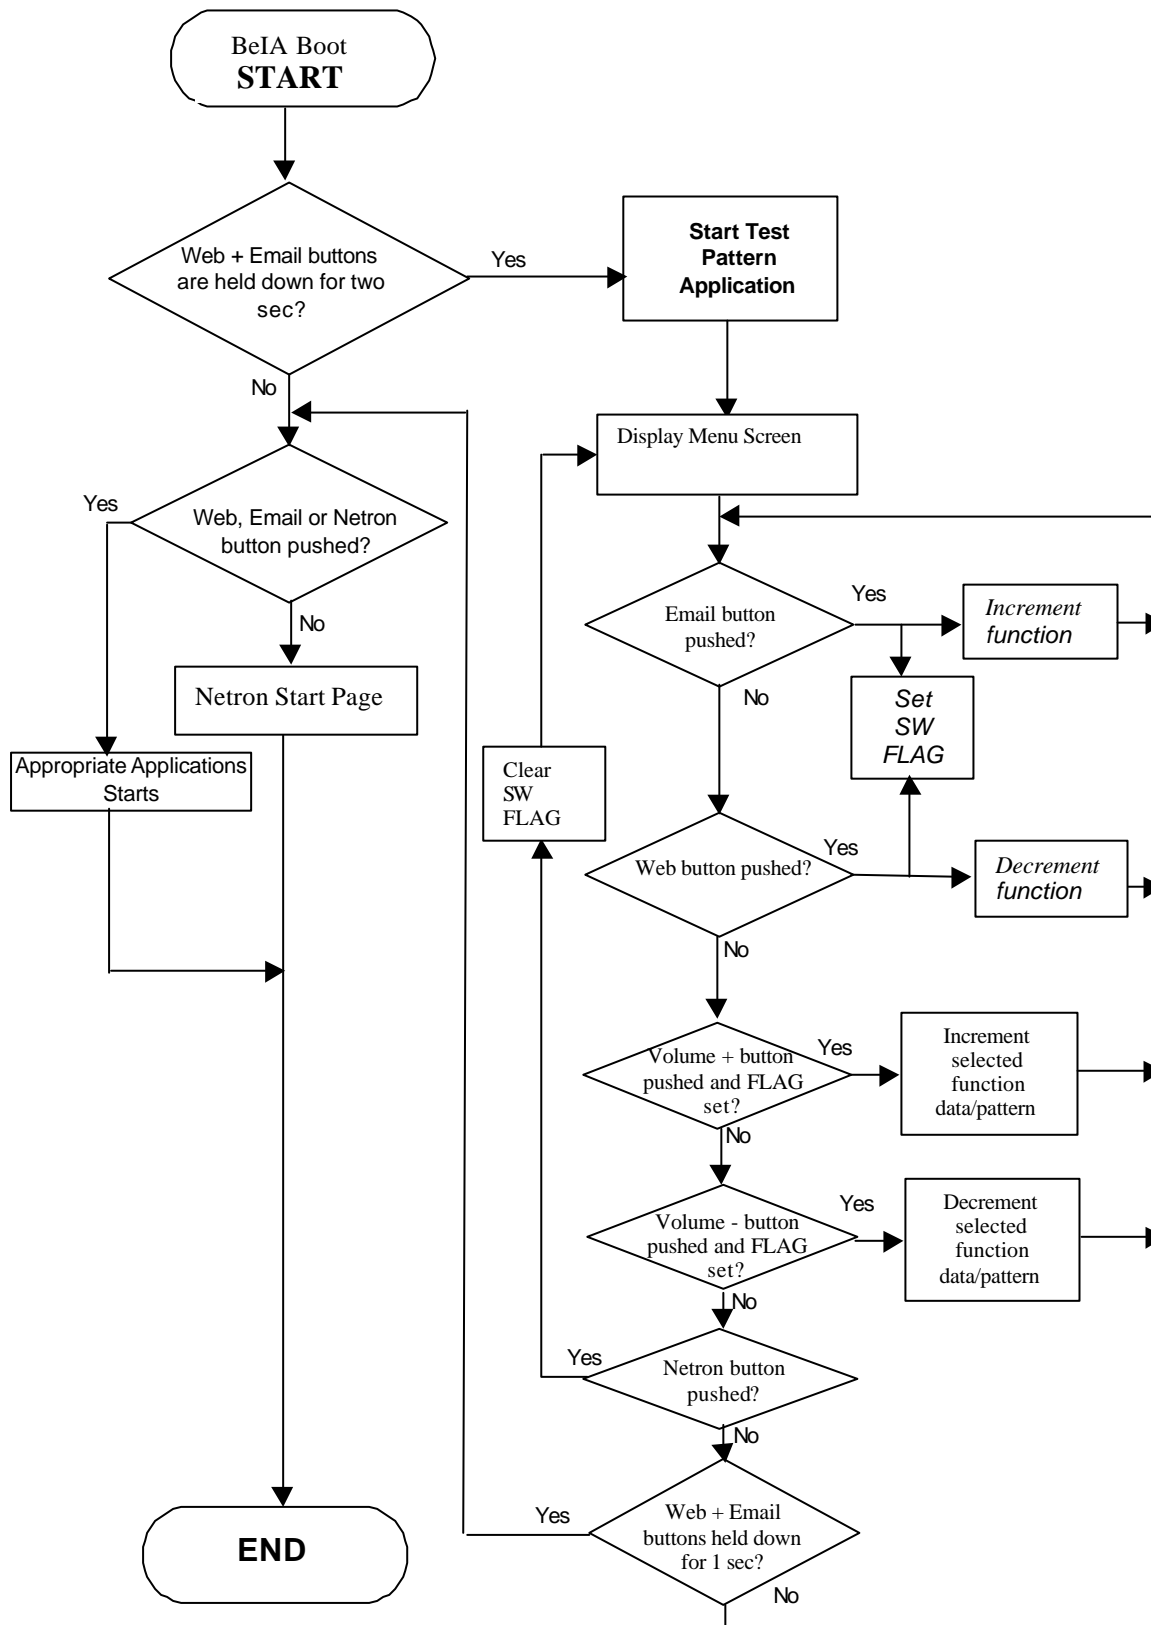 BeIA Boot
START
Web + Email buttons
are held down for two
sec?
Yes
Start Test
Pattern
Application
No
Display Menu Screen
Yes
Web, Email or Netron
button pushed?
No
Netron Start Page
Appropriate Applications
Starts
Email button
pushed?
Yes
Increment
function
No
Set
SW
FLAG
Clear
SW
FLAG
Web button pushed?
Yes
Decrement
function
No
Volume + button
pushed and FLAG
set?
Yes
Increment
selected
function
data/pattern
No
Volume - button
pushed and FLAG
set?
Yes
Decrement
selected
function
data/pattern
No
Yes
Netron button
pushed?
No
Yes
Web + Email
buttons held down
for 1 sec?
No
END